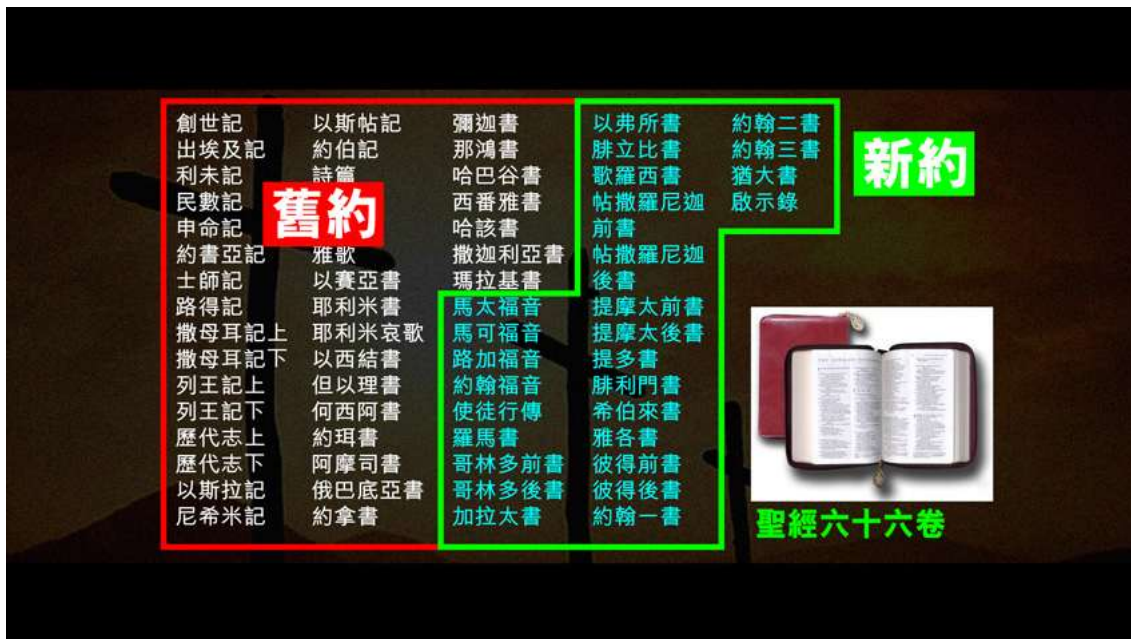 創世記
出埃及記
利未記
民數記
申命記
約書亞記
士師記
路得記
撒母耳記上
撒母耳記下
列王記上
列王記下
歷代志上
歷代志下
以斯拉記
尼希米記
以斯帖記
約伯記
詩篇
舊約
雅歌
以賽亞書
耶利米書
耶利米哀歌
以西結書
但以理書
何西阿書
約珥書
阿摩司書
俄巴底亞書
約拿書
彌迦書
那鴻書
哈巴谷書
西番雅書
哈該書
撒迦利亞書
瑪拉基書
馬太福音
馬可福音
路加福音
約翰福音
使徒行傳
羅馬書
哥林多前書
哥林多後書
加拉太書
以弗所書
腓立比書
歌羅西書
帖撒羅尼迦
前書
帖撒羅尼迦
後書
提摩太前書
提摩太後書
提多書
腓利門書
希伯來書
雅各書
彼得前書
彼得後書
約翰一書
約翰二書
約翰三書
猶大書
啟示錄
新約
聖經六十六卷